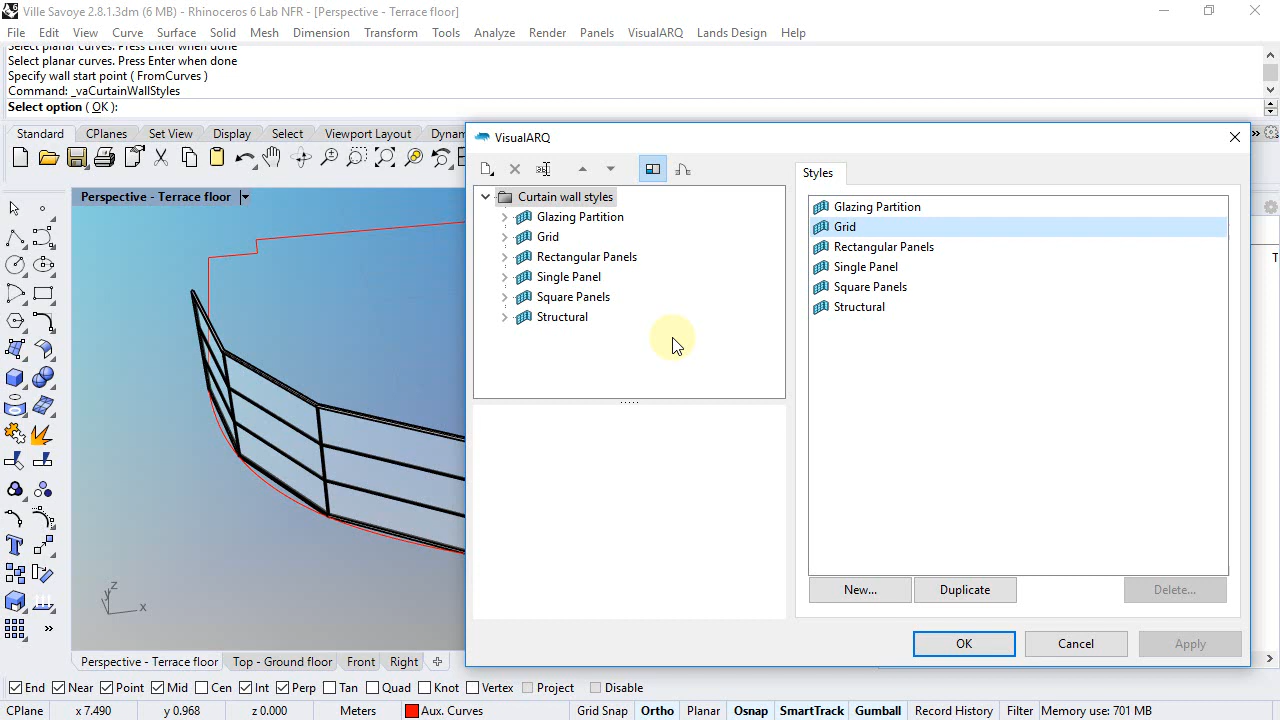 Ville Savoye 2.8.1.3dm (6 MB) - Rhinoceros 6 Lab NFR - [Perspective - Terrace floor]
File Edit View Curve Surface Solid Mesh Dimension Transform Tools Analyze Render Panels VisualARQ Lands Design Help
Select planar curves. Press Enter when done
Select planar curves. Press Enter when done
Specify wall start point ( FromCurves )
Command: _vaCurtainWallStyles
Select option ( OK ):
Standard CPlanes Set View Display Select Viewport Layout Dynam
VisualARQ
Perspective - Terrace floor
Styles
Curtain wall styles
Glazing Partition
Grid
Rectangular Panels
Single Panel
Square Panels
Structural
Glazing Partition
Grid
Rectangular Panels
Single Panel
Square Panels
Structural
New... Duplicate Delete...
OK Cancel Apply
z
y
x
Perspective - Terrace floor Top - Ground floor Front Right
End Near Point Mid Cen Int Perp Tan Quad Knot Vertex Project Disable
CPlane x 7.490 y 0.968 z 0.000 Meters Aux. Curves Grid Snap Ortho Planar Osnap SmartTrack Gumball Record History Filter Memory use: 701 MB